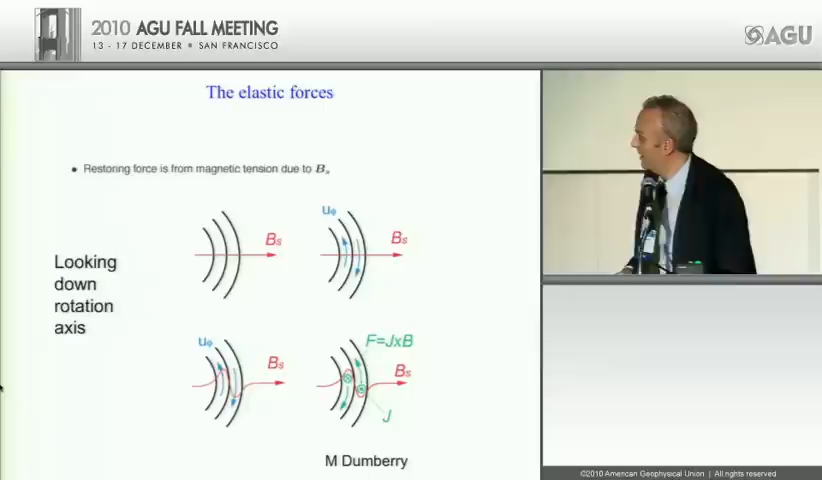 2010 AGU FALL MEETING
13 - 17 DECEMBER SAN FRANCISCO
AGU
The elastic forces
• Restoring force is from magnetic tension due to Bs
Looking
down
rotation
axis
Bs
uφ
Bs
uφ
Bs
F=JxB
Bs
J
M Dumberry
©2010 American Geophysical Union | All rights reserved